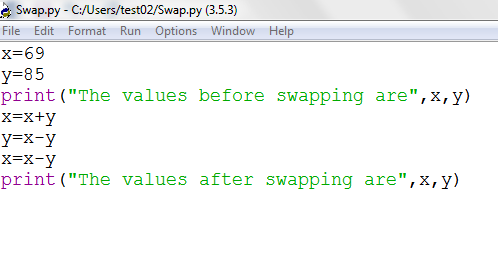 Swap.py - C:/Users/test02/Swap.py (3.5.3)
File Edit Format Run Options Window Help
x=69
y=85
print("The values before swapping are",x,y)
x=x+y
y=x-y
x=x-y
print("The values after swapping are",x,y)